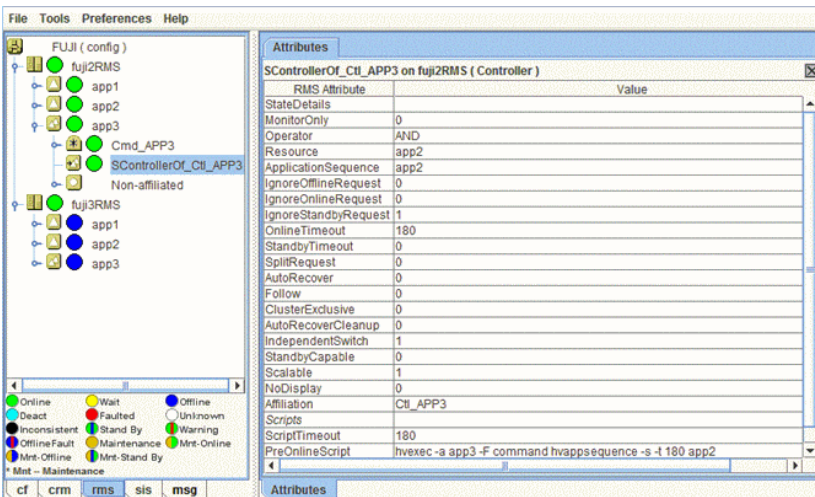 File Tools Preferences Help
FUJI ( config )
fuji2RMS
app1
app2
app3
Cmd_APP3
SControllerOf_Ctl_APP3
Non-affiliated
fuji3RMS
app1
app2
app3
Online Wait Offline
Deact Faulted Unknown
Inconsistent Stand By Warning
OfflineFault Maintenance Mnt-Online
Mnt-Offline Mnt-Stand By
* Mnt -- Maintenance
cf crm rms sis msg
Attributes
SControllerOf_Ctl_APP3 on fuji2RMS ( Controller )
RMS Attribute Value
StateDetails
MonitorOnly 0
Operator AND
Resource app2
ApplicationSequence app2
IgnoreOfflineRequest 0
IgnoreOnlineRequest 0
IgnoreStandbyRequest 1
OnlineTimeout 180
StandbyTimeout 0
SplitRequest 0
AutoRecover 0
Follow 0
ClusterExclusive 0
AutoRecoverCleanup 0
IndependentSwitch 1
StandbyCapable 0
Scalable 1
NoDisplay 0
Affiliation Ctl_APP3
Scripts
ScriptTimeout 180
PreOnlineScript hvexec -a app3 -F command hvappsequence -s -t 180 app2
Attributes